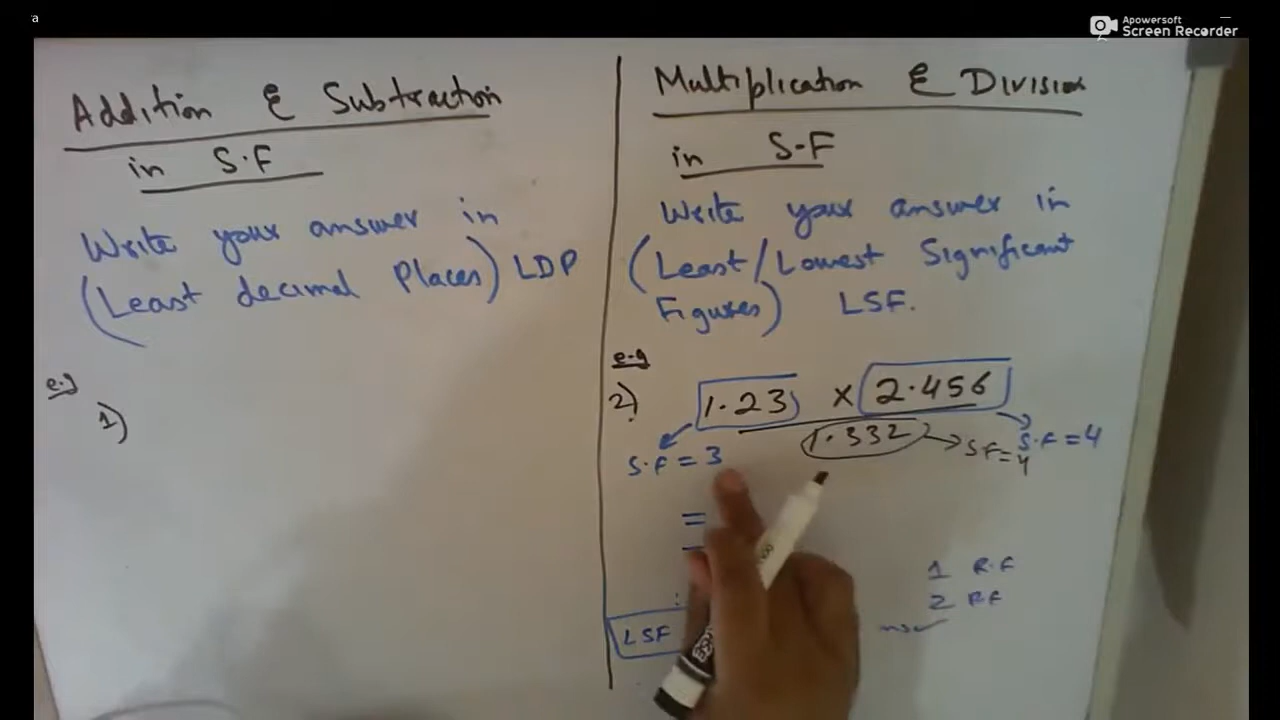 ra
Apowersoft
Screen Recorder
Addition & Subtraction
in S.F
Write your answer in
(Least decimal Places) LDP
e.g
1)
Multiplication & Division
in S.F
Write your answer in
(Least/Lowest Significant
Figures) LSF.
e.g
2) 1.23 x 2.456
1.332
S.F = 3
S.F = 4
SF = 4
=
1 R.F
2 RF
LSF